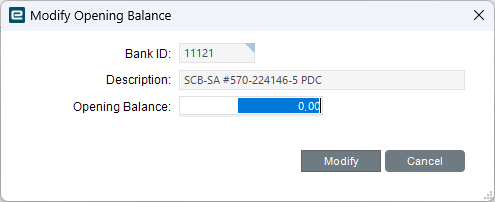 Modify Opening Balance
Bank ID: 11121
Description: SCB-SA #570-224146-5 PDC
Opening Balance: 0.00
Modify Cancel